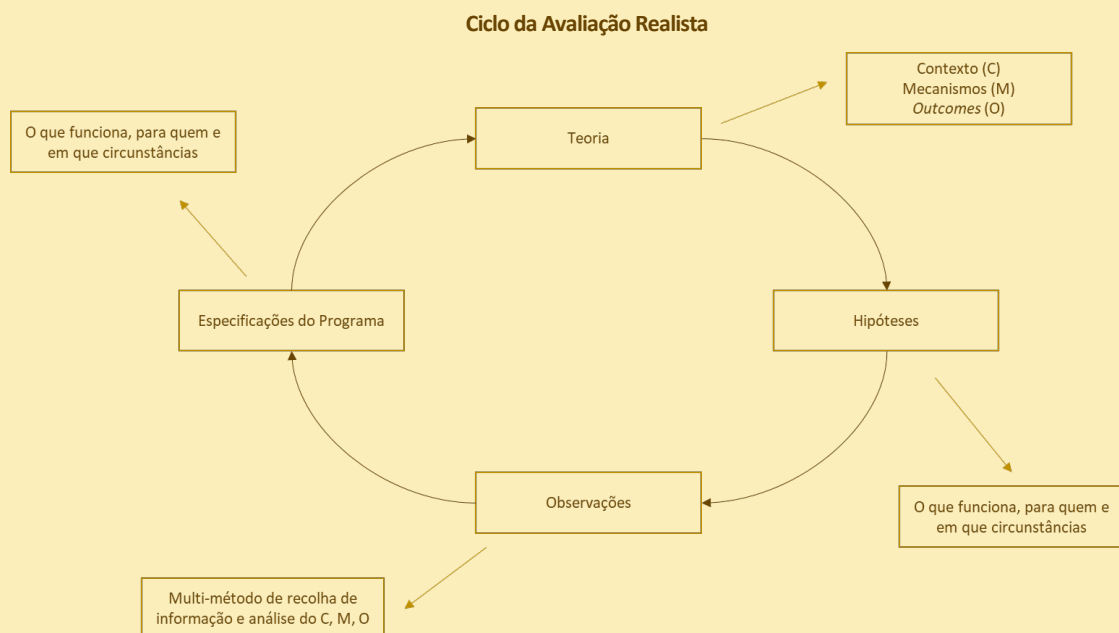 Ciclo da Avaliação Realista
Contexto (C)
Mecanismos (M)
Outcomes (O)
O que funciona, para quem e
em que circunstâncias
Teoria
Especificações do Programa
Hipóteses
Observações
O que funciona, para quem e
em que circunstâncias
Multi-método de recolha de
informação e análise do C, M, O